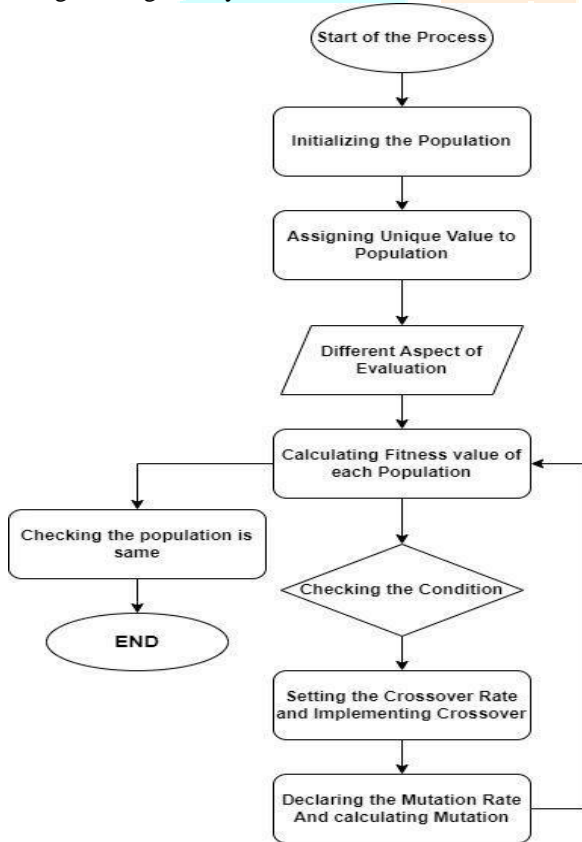 Start of the Process
Initializing the Population
Assigning Unique Value to
Population
Different Aspect of
Evaluation
Calculating Fitness value of
each Population
Checking the population is
same
END
Checking the Condition
Setting the Crossover Rate
and Implementing Crossover
Declaring the Mutation Rate
And calculating Mutation